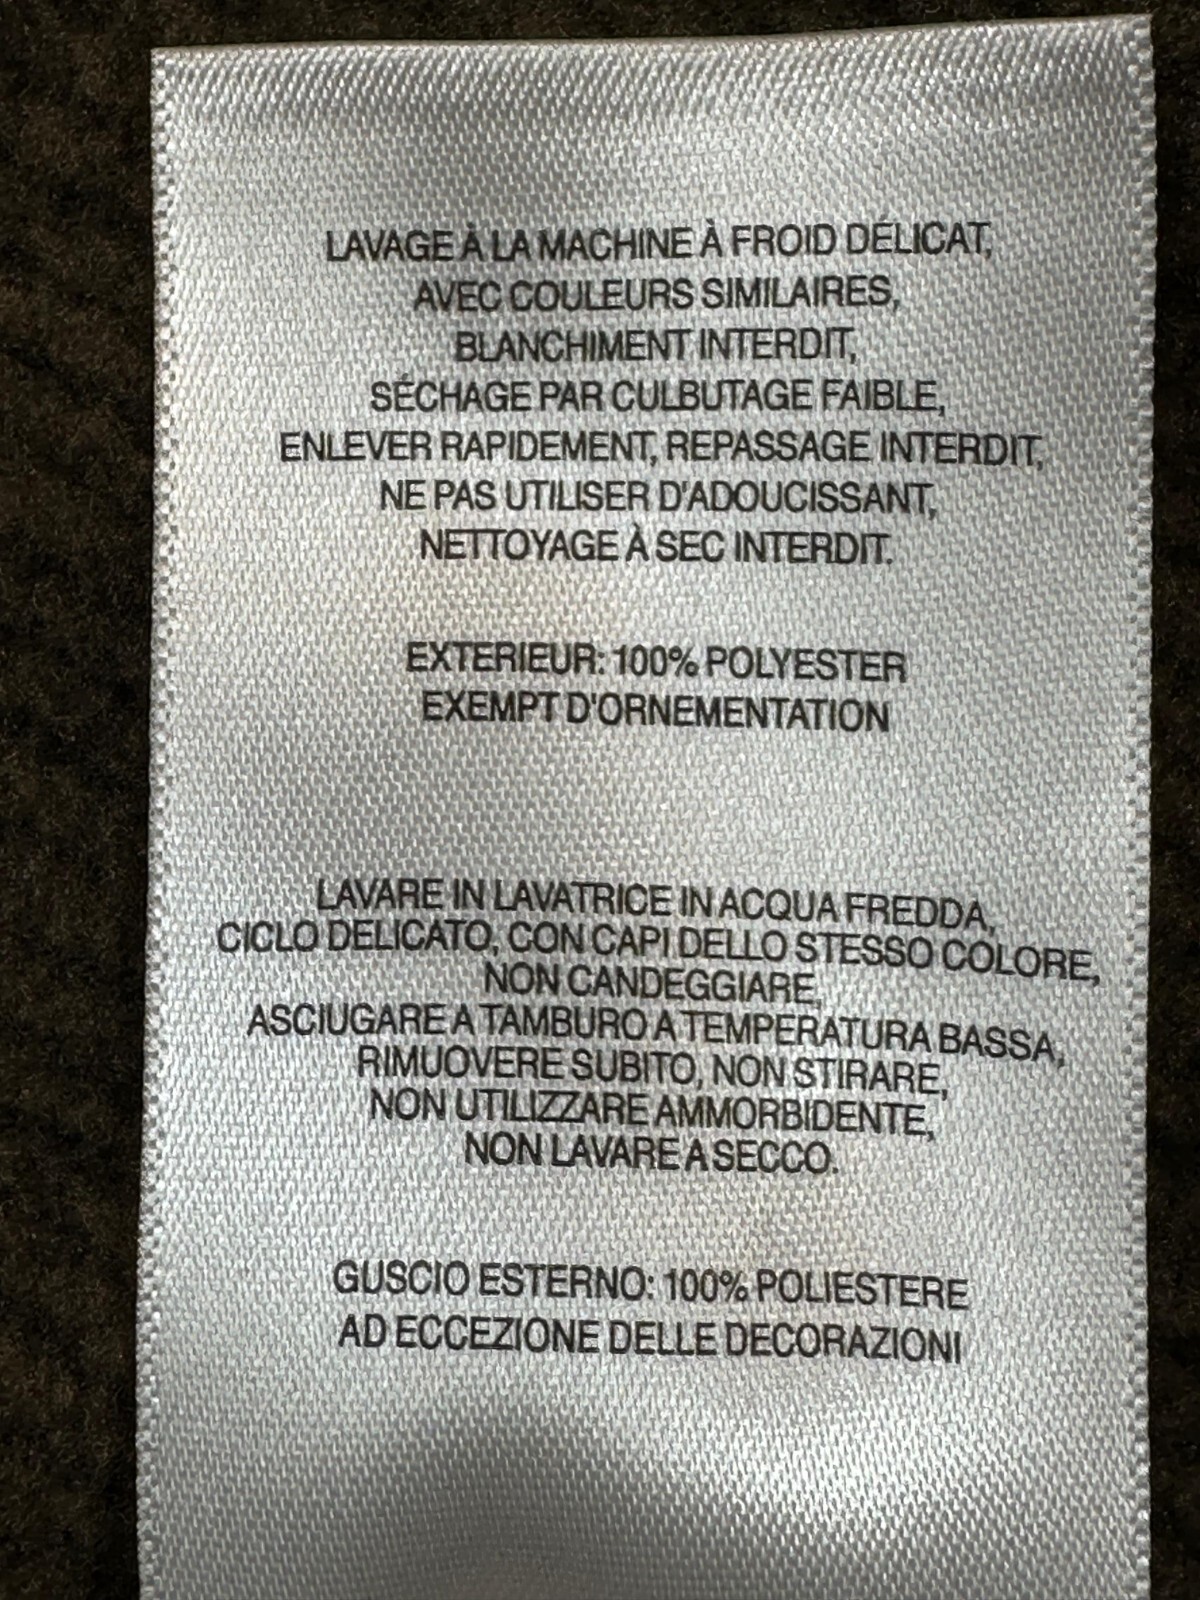 LAVAGE À LA MACHINE À FROID DÉLICAT,
AVEC COULEURS SIMILAIRES,
BLANCHIMENT INTERDIT,
SÉCHAGE PAR CULBUTAGE FAIBLE,
ENLEVER RAPIDEMENT, REPASSAGE INTERDIT,
NE PAS UTILISER D'ADOUCISSANT,
NETTOYAGE À SEC INTERDIT.
EXTERIEUR: 100% POLYESTER
EXEMPT D'ORNEMENTATION
LAVARE IN LAVATRICE IN ACQUA FREDDA,
CICLO DELICATO, CON CAPI DELLO STESSO COLORE,
NON CANDEGGIARE,
ASCIUGARE A TAMBURO A TEMPERATURA BASSA,
RIMUOVERE SUBITO, NON STIRARE,
NON UTILIZZARE AMMORBIDENTE,
NON LAVARE A SECCO.
GUSCIO ESTERNO: 100% POLIESTERE
AD ECCEZIONE DELLE DECORAZIONI